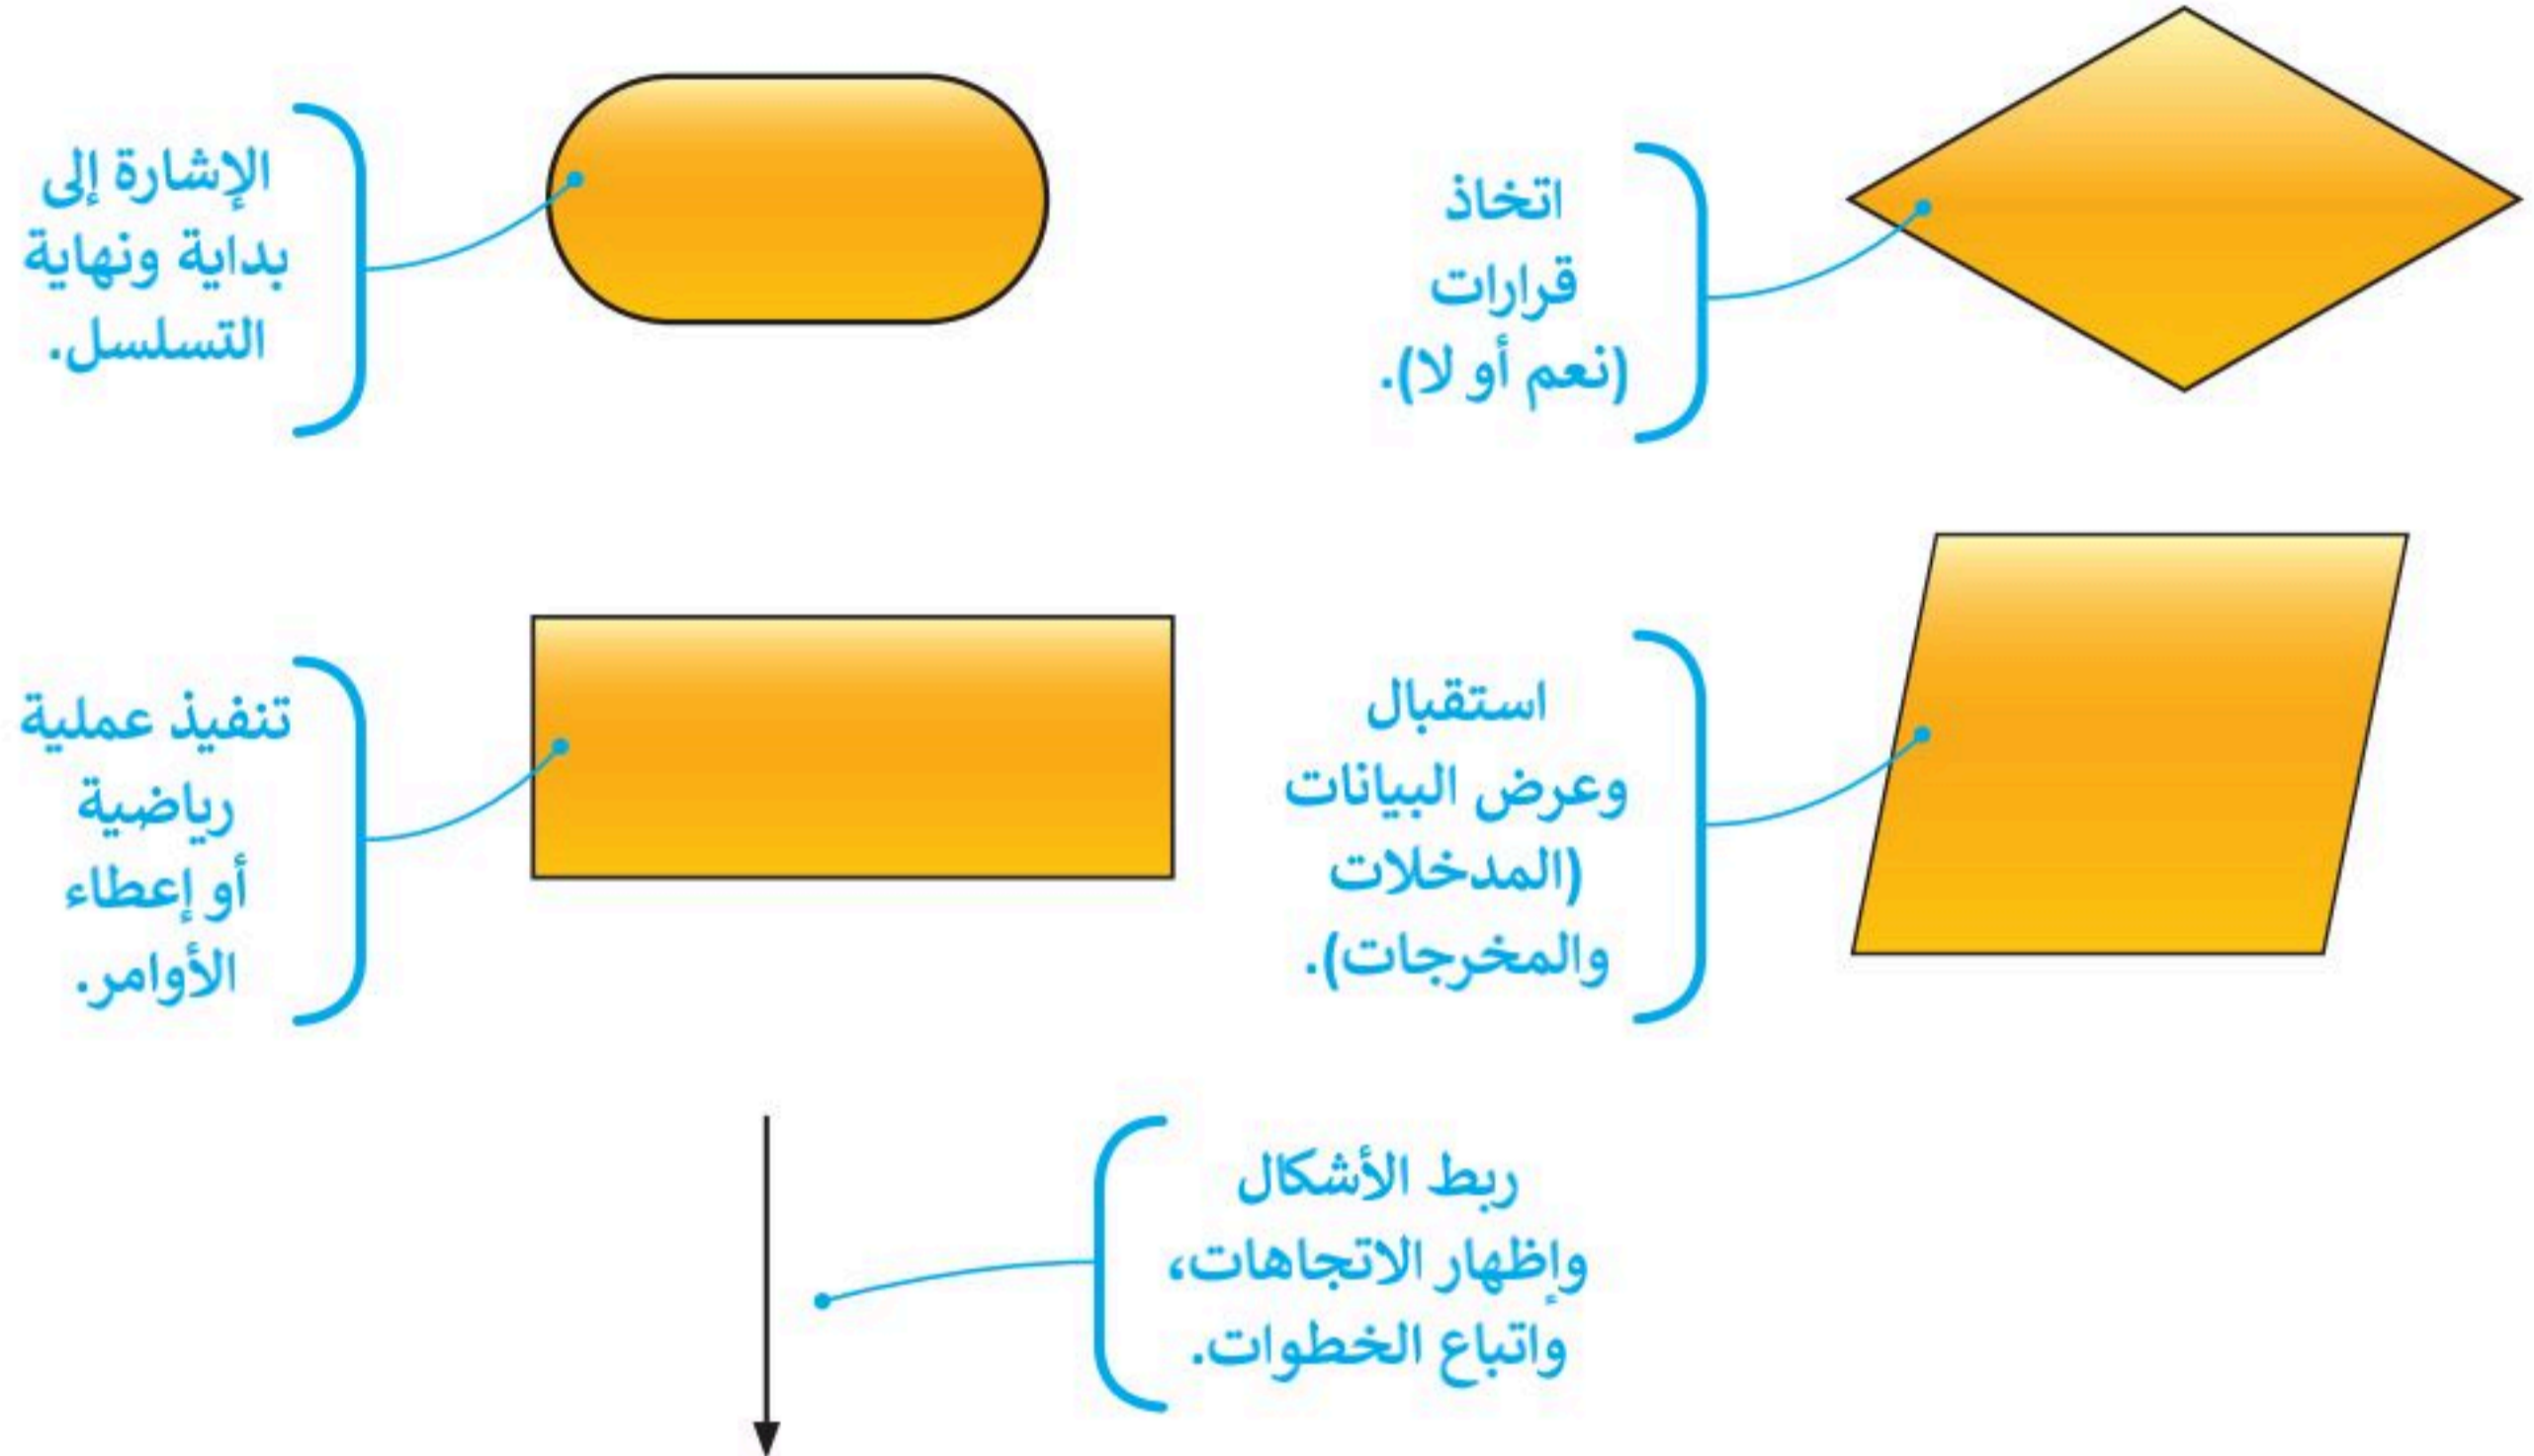 اتخاذ
قرارات
(نعم أو لا).
الإشارة إلى
بداية ونهاية
التسلسل.
استقبال
وعرض البيانات
(المدخلات
والمخرجات).
تنفيذ عملية
رياضية
أو إعطاء
الأوامر.
ربط الأشكال
وإظهار الاتجاهات،
واتباع الخطوات.